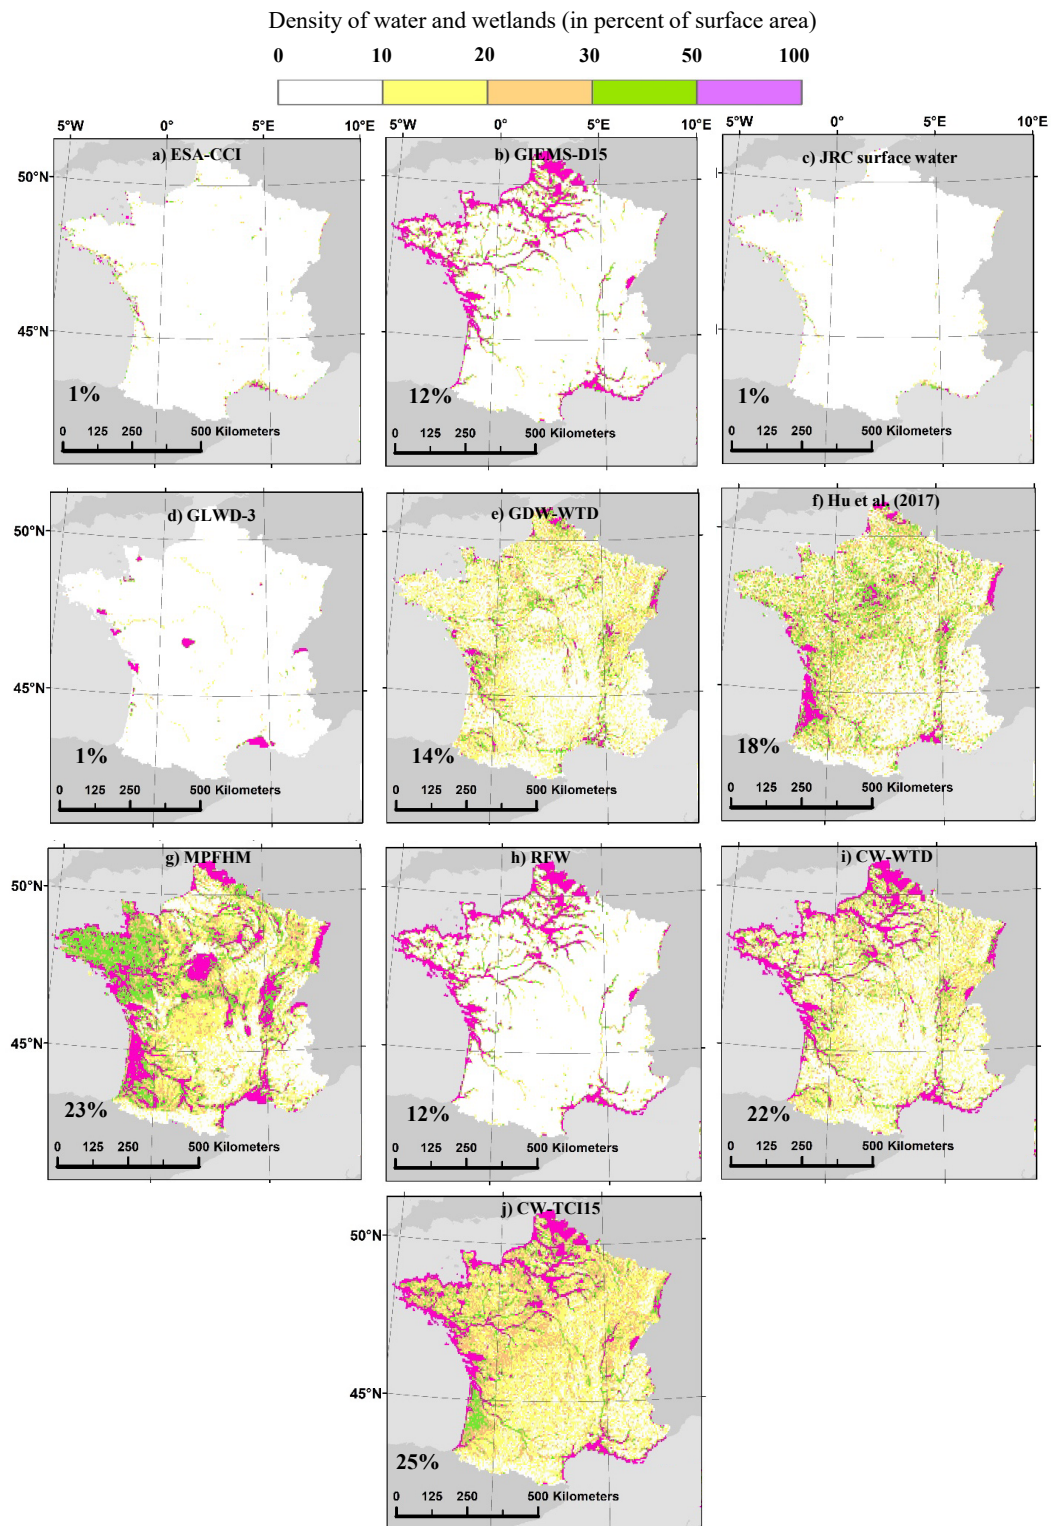 Density of water and wetlands (in percent of surface area)
0 10 20 30 50 100
5°W 0° 5°E 10°E 5°W 0° 5°E 10°E 5°W 0° 5°E 10°E
a) ESA-CCI b) GIEMS-D15 c) JRC surface water
50°N
45°N
1% 12% 1%
0 125 250 500 Kilometers 0 125 250 500 Kilometers 0 125 250 500 Kilometers
d) GLWD-3 e) GDW-WTD f) Hu et al. (2017)
50°N
45°N
1% 14% 18%
0 125 250 500 Kilometers 0 125 250 500 Kilometers 0 125 250 500 Kilometers
g) MPFHM h) RFW i) CW-WTD
50°N
45°N
23% 12% 22%
0 125 250 500 Kilometers 0 125 250 500 Kilometers 0 125 250 500 Kilometers
j) CW-TCI15
50°N
45°N
25%
0 125 250 500 Kilometers